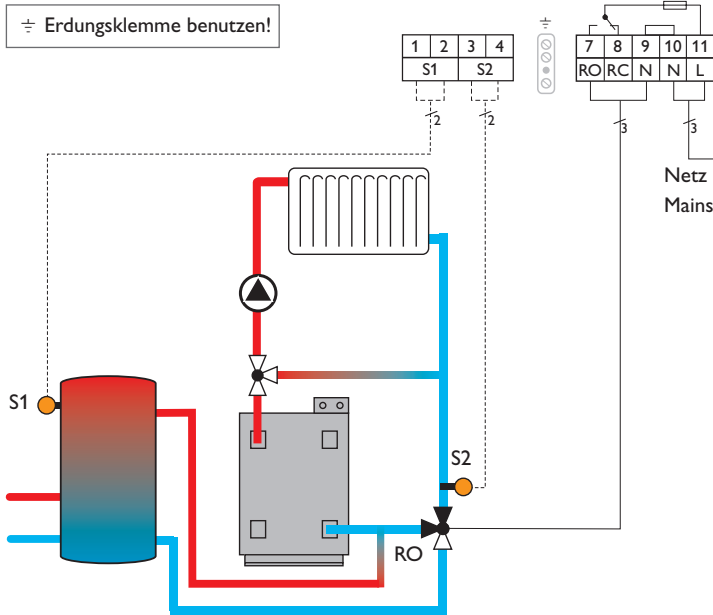 ⏚ Erdungsklemme benutzen!
1 2 3 4
S1 S2
7 8 9 10 11
RO RC N N L
2 2 3 3
Netz
Mains
S1
S2
RO